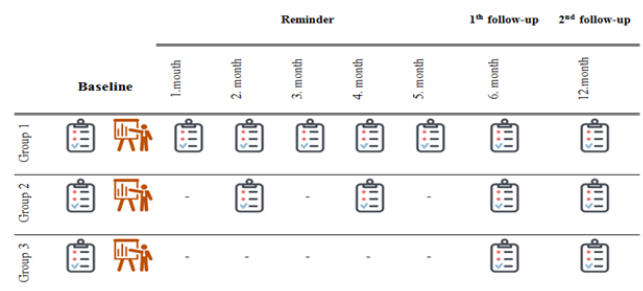 Reminder 1th follow-up 2nd follow-up
Baseline 1.mouth 2. month 3. month 4. month 5. month 6. month 12.month
Group 1
Group 2 - - -
Group 3 - - - - -